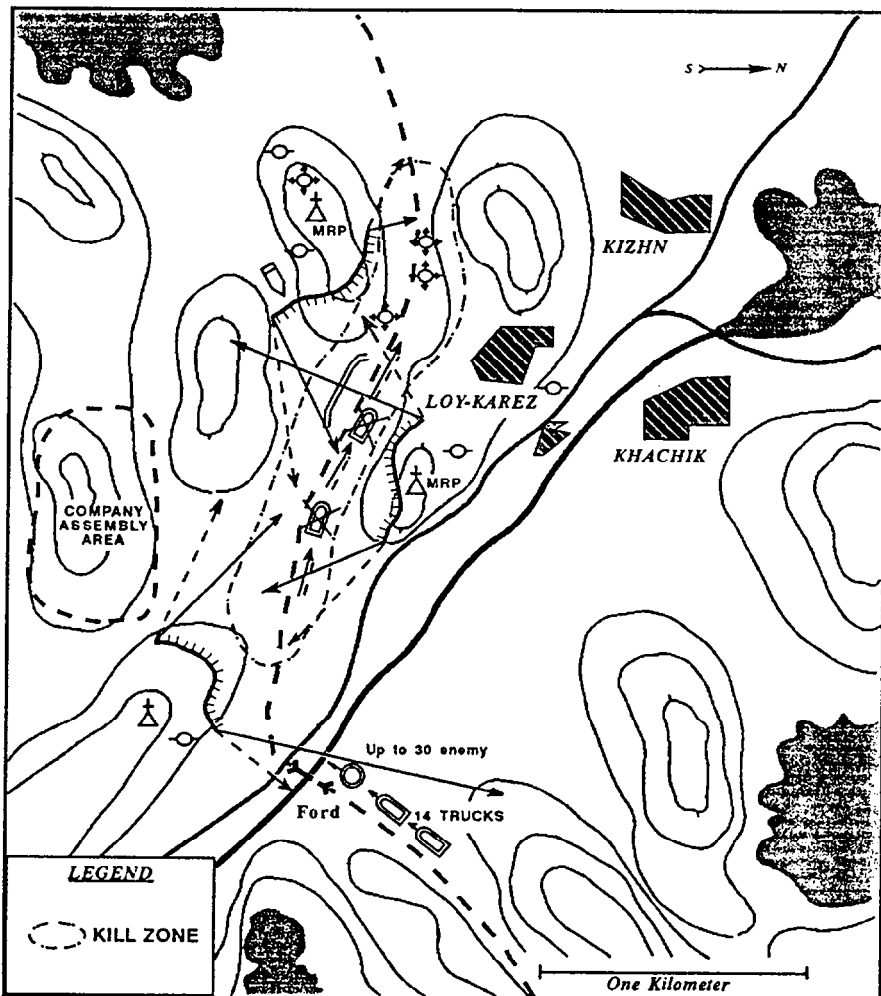 S N
MRP
KIZHN
LOY-KAREZ
KHACHIK
MRP
COMPANY
ASSEMBLY
AREA
Up to 30 enemy
Ford
14 TRUCKS
LEGEND
KILL ZONE
One Kilometer